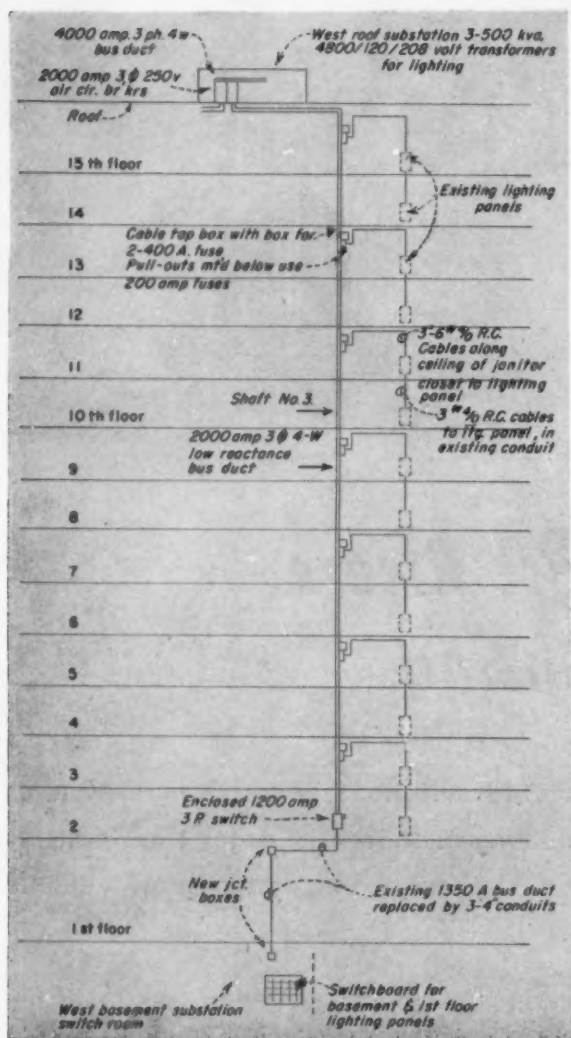 4000 amp. 3 ph. 4w
bus duct
West roof substation 3-500 kva,
4800/120/208 volt transformers
for lighting
2000 amp 3 ϕ 250v
air cir. br'krs
Roof
15 th floor
Existing lighting
panels
14
Cable tap box with box for
2-400 A. fuse
Pull-outs mt'd below use
200 amp fuses
13
12
3"-6 # 4/0 R.C.
Cables along
ceiling of janitor
closet to lighting
panel
11
Shaft No 3.
10 th floor
3 # 4/0 R.C. cables
to ltg. panel, in
existing conduit
2000 amp 3 ϕ 4-W
low reactance
bus duct
9
8
7
6
5
4
3
Enclosed 1200 amp
3 P. switch
2
New jct.
boxes
Existing 1350 A bus duct
replaced by 3-4" conduits
1st floor
West basement substation
switch room
Switchboard for
basement & 1st floor
lighting panels